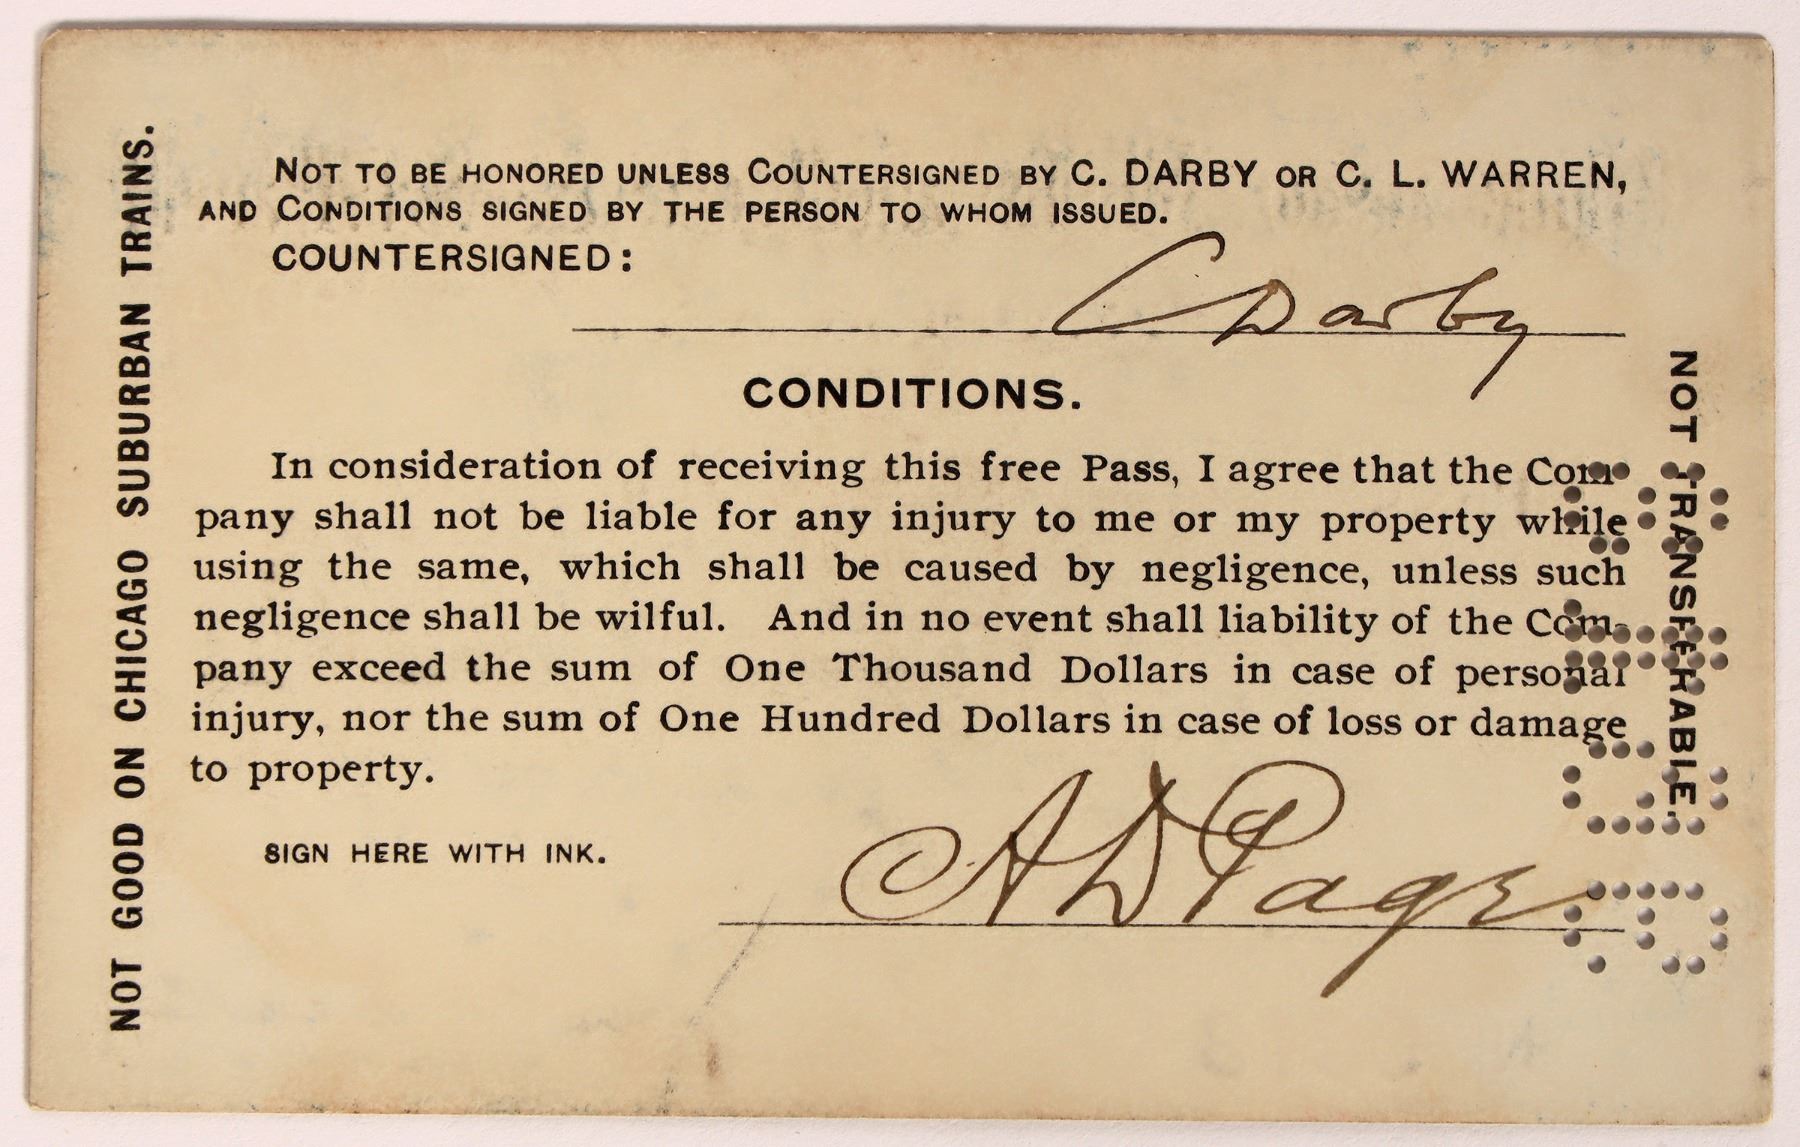 NOT TO BE HONORED UNLESS COUNTERSIGNED BY C. DARBY OR C. L. WARREN,
AND CONDITIONS SIGNED BY THE PERSON TO WHOM ISSUED.
COUNTERSIGNED:
C Darby
CONDITIONS.
In consideration of receiving this free Pass, I agree that the Com-
pany shall not be liable for any injury to me or my property while
using the same, which shall be caused by negligence, unless such
negligence shall be wilful. And in no event shall liability of the Com-
pany exceed the sum of One Thousand Dollars in case of personal
injury, nor the sum of One Hundred Dollars in case of loss or damage
to property.
SIGN HERE WITH INK.
A D Page
NOT GOOD ON CHICAGO SUBURBAN TRAINS.
NOT TRANSFERABLE.